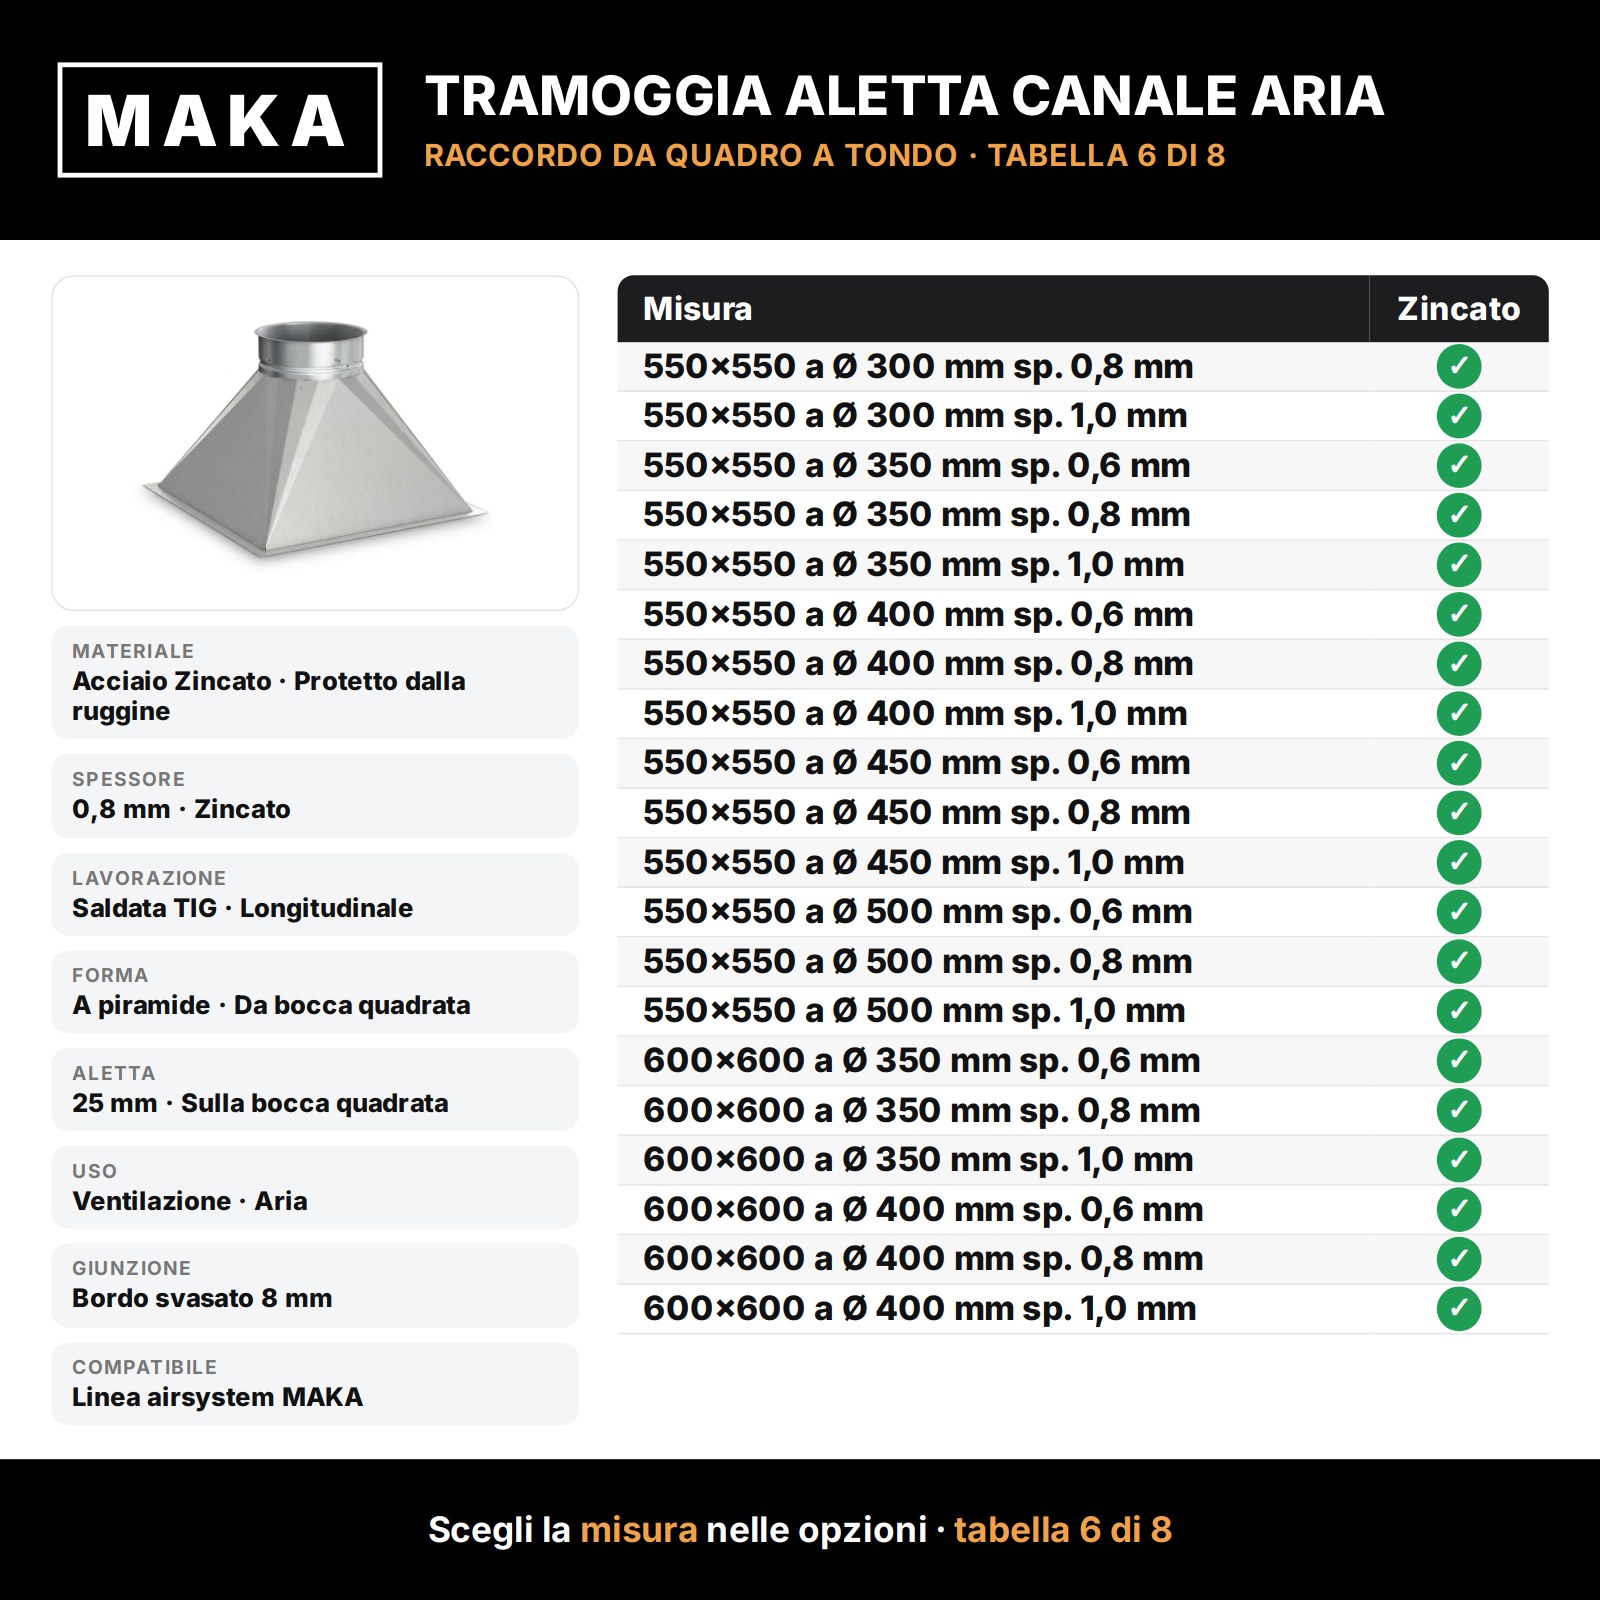 MAKA
TRAMOGGIA ALETTA CANALE ARIA
RACCORDO DA QUADRO A TONDO · TABELLA 6 DI 8
MATERIALE
Acciaio Zincato · Protetto dalla
ruggine
SPESSORE
0,8 mm · Zincato
LAVORAZIONE
Saldata TIG · Longitudinale
FORMA
A piramide · Da bocca quadrata
ALETTA
25 mm · Sulla bocca quadrata
USO
Ventilazione · Aria
GIUNZIONE
Bordo svasato 8 mm
COMPATIBILE
Linea airsystem MAKA
Misura Zincato
550×550 a Ø 300 mm sp. 0,8 mm ✓
550×550 a Ø 300 mm sp. 1,0 mm ✓
550×550 a Ø 350 mm sp. 0,6 mm ✓
550×550 a Ø 350 mm sp. 0,8 mm ✓
550×550 a Ø 350 mm sp. 1,0 mm ✓
550×550 a Ø 400 mm sp. 0,6 mm ✓
550×550 a Ø 400 mm sp. 0,8 mm ✓
550×550 a Ø 400 mm sp. 1,0 mm ✓
550×550 a Ø 450 mm sp. 0,6 mm ✓
550×550 a Ø 450 mm sp. 0,8 mm ✓
550×550 a Ø 450 mm sp. 1,0 mm ✓
550×550 a Ø 500 mm sp. 0,6 mm ✓
550×550 a Ø 500 mm sp. 0,8 mm ✓
550×550 a Ø 500 mm sp. 1,0 mm ✓
600×600 a Ø 350 mm sp. 0,6 mm ✓
600×600 a Ø 350 mm sp. 0,8 mm ✓
600×600 a Ø 350 mm sp. 1,0 mm ✓
600×600 a Ø 400 mm sp. 0,6 mm ✓
600×600 a Ø 400 mm sp. 0,8 mm ✓
600×600 a Ø 400 mm sp. 1,0 mm ✓
Scegli la misura nelle opzioni · tabella 6 di 8